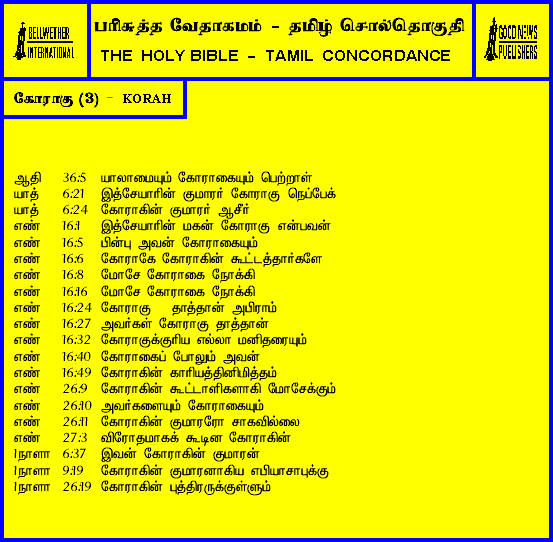 BELLWETHER
INTERNATIONAL
பரிசுத்த வேதாகமம் - தமிழ் சொல்தொகுதி
THE HOLY BIBLE - TAMIL CONCORDANCE
GOOD NEWS
PUBLISHERS
கோராகு (3) - KORAH
ஆதி 36:5 யாலாமையும் கோராகையும் பெற்றாள்
யாத் 6:21 இத்சேயாரின் குமாரர் கோராகு நெப்பேக்
யாத் 6:24 கோராகின் குமாரர் ஆசீர்
எண் 16:1 இத்சேயாரின் மகன் கோராகு என்பவன்
எண் 16:5 பின்பு அவன் கோராகையும்
எண் 16:6 கோராகே கோராகின் கூட்டத்தார்களே
எண் 16:8 மோசே கோராகை நோக்கி
எண் 16:16 மோசே கோராகை நோக்கி
எண் 16:24 கோராகு தாத்தான் அபிராம்
எண் 16:27 அவர்கள் கோராகு தாத்தான்
எண் 16:32 கோராகுக்குரிய எல்லா மனிதரையும்
எண் 16:40 கோராகைப் போலும் அவன்
எண் 16:49 கோராகின் காரியத்தினிமித்தம்
எண் 26:9 கோராகின் கூட்டாளிகளாகி மோசேக்கும்
எண் 26:10 அவர்களையும் கோராகையும்
எண் 26:11 கோராகின் குமாரரோ சாகவில்லை
எண் 27:3 விரோதமாகக் கூடின கோராகின்
1நாளா 6:37 இவன் கோராகின் குமாரன்
1நாளா 9:19 கோராகின் குமாரனாகிய எபியாசாபுக்கு
1நாளா 26:19 கோராகின் புத்திரருக்குள்ளும்